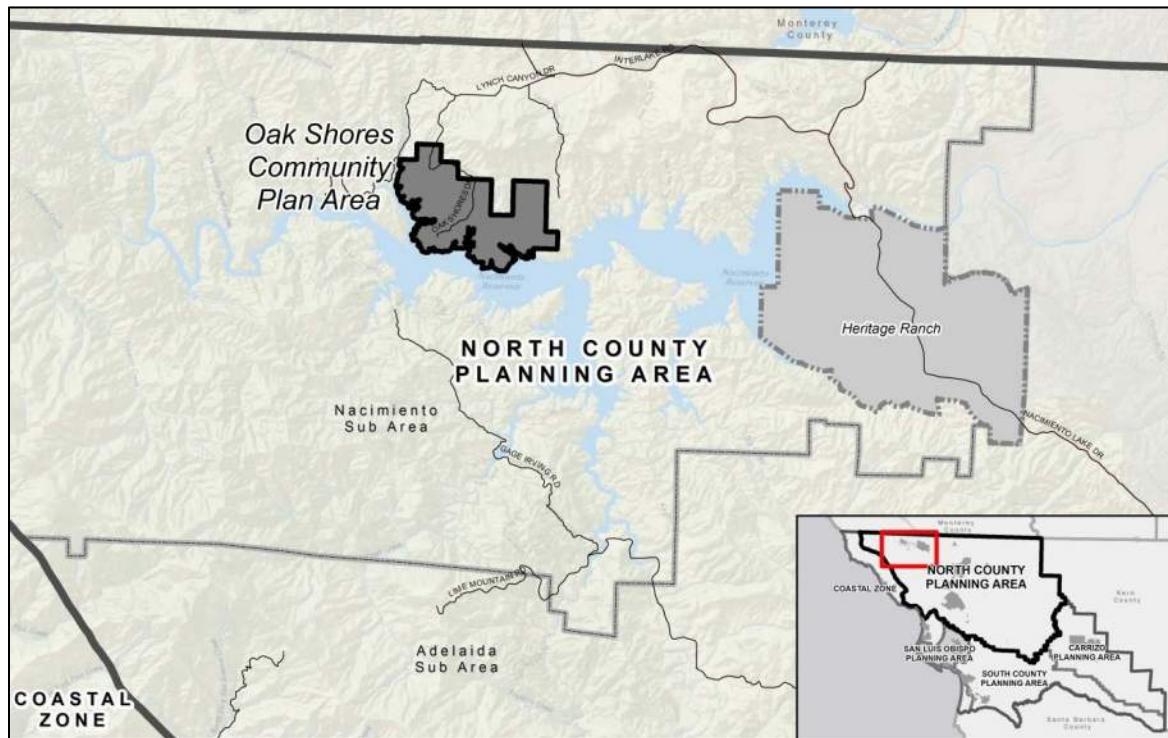 Monterey
County
INTERLAKE RD
LYNCH CANYON DR
Oak Shores
Community
Plan Area
OAK SHORES DR
Nacimiento
Reservoir
Nacimiento
Reservoir
Heritage Ranch
NORTH COUNTY
PLANNING AREA
Nacimiento
Sub Area
NACIMIENTO LAKE DR
GAGE IRVING RD
LIME MOUNTAIN RD
Adelaida
Sub Area
COASTAL
ZONE
Monterey
County
NORTH COUNTY
PLANNING AREA
COASTAL ZONE
Kern
County
SAN LUIS OBISPO
PLANNING AREA
CARRIZO
PLANNING AREA
SOUTH COUNTY
PLANNING AREA
Santa Barbara
County